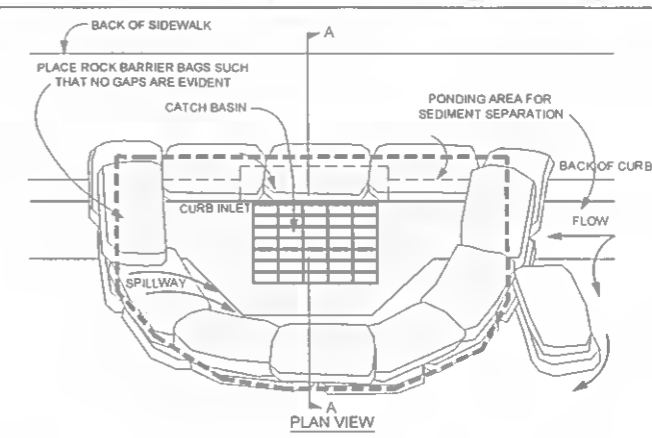 BACK OF SIDEWALK
A
PLACE ROCK BARRIER BAGS SUCH
THAT NO GAPS ARE EVIDENT
CATCH BASIN
PONDING AREA FOR
SEDIMENT SEPARATION
BACK OF CURB
CURB INLET
FLOW
SPILLWAY
A
PLAN VIEW